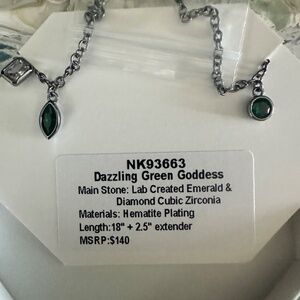 NK93663
Dazzling Green Goddess
Main Stone: Lab Created Emerald &
Diamond Cubic Zirconia
Materials: Hematite Plating
Length:18" + 2.5" extender
MSRP:$140